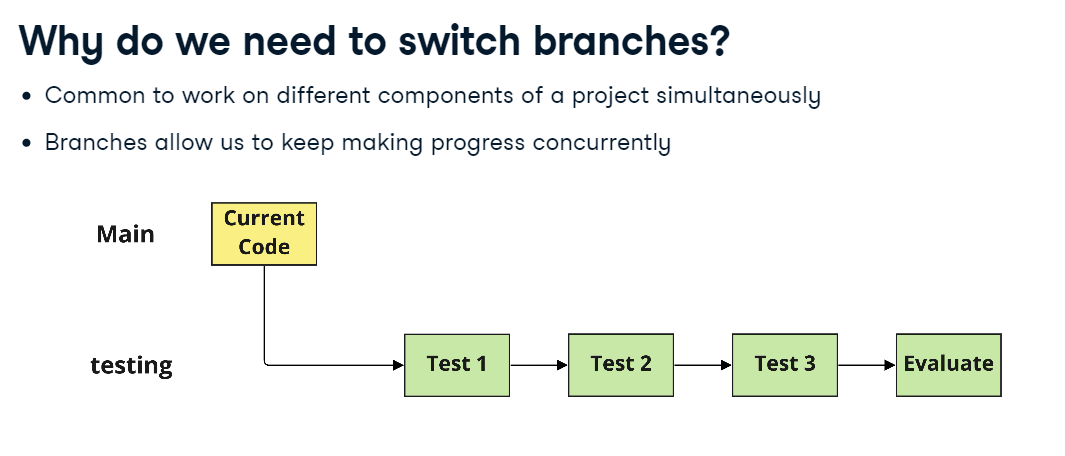 Why do we need to switch branches?
• Common to work on different components of a project simultaneously
• Branches allow us to keep making progress concurrently
Main
Current
Code
testing
Test 1
Test 2
Test 3
Evaluate